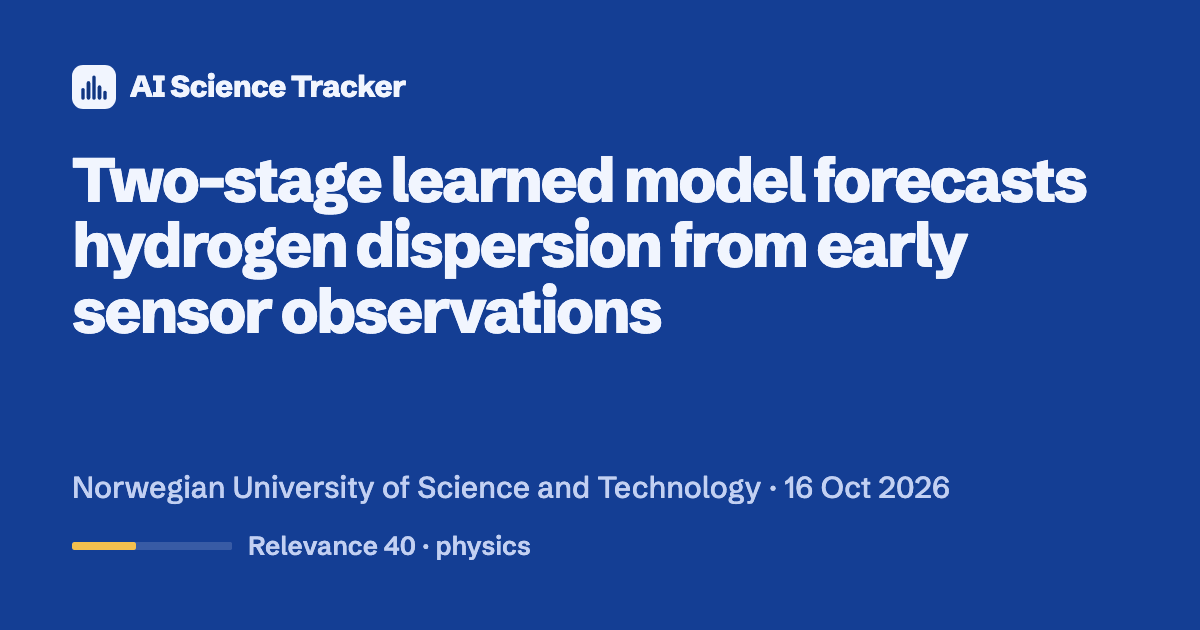 AI Science Tracker
Two-stage learned model forecasts
hydrogen dispersion from early
sensor observations
Norwegian University of Science and Technology · 16 Oct 2026
Relevance 40 · physics